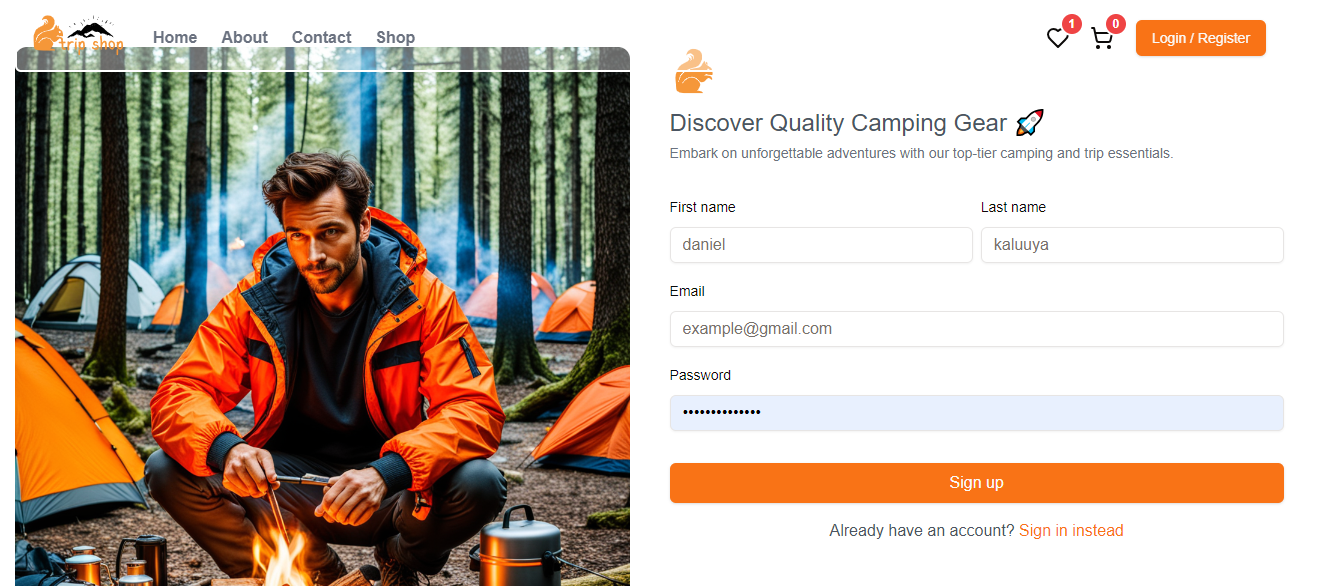 trip shop
Home About Contact Shop
1 0
Login / Register
Discover Quality Camping Gear 🚀
Embark on unforgettable adventures with our top-tier camping and trip essentials.
First name Last name
daniel kaluuya
Email
example@gmail.com
Password
••••••••••••••
Sign up
Already have an account? Sign in instead